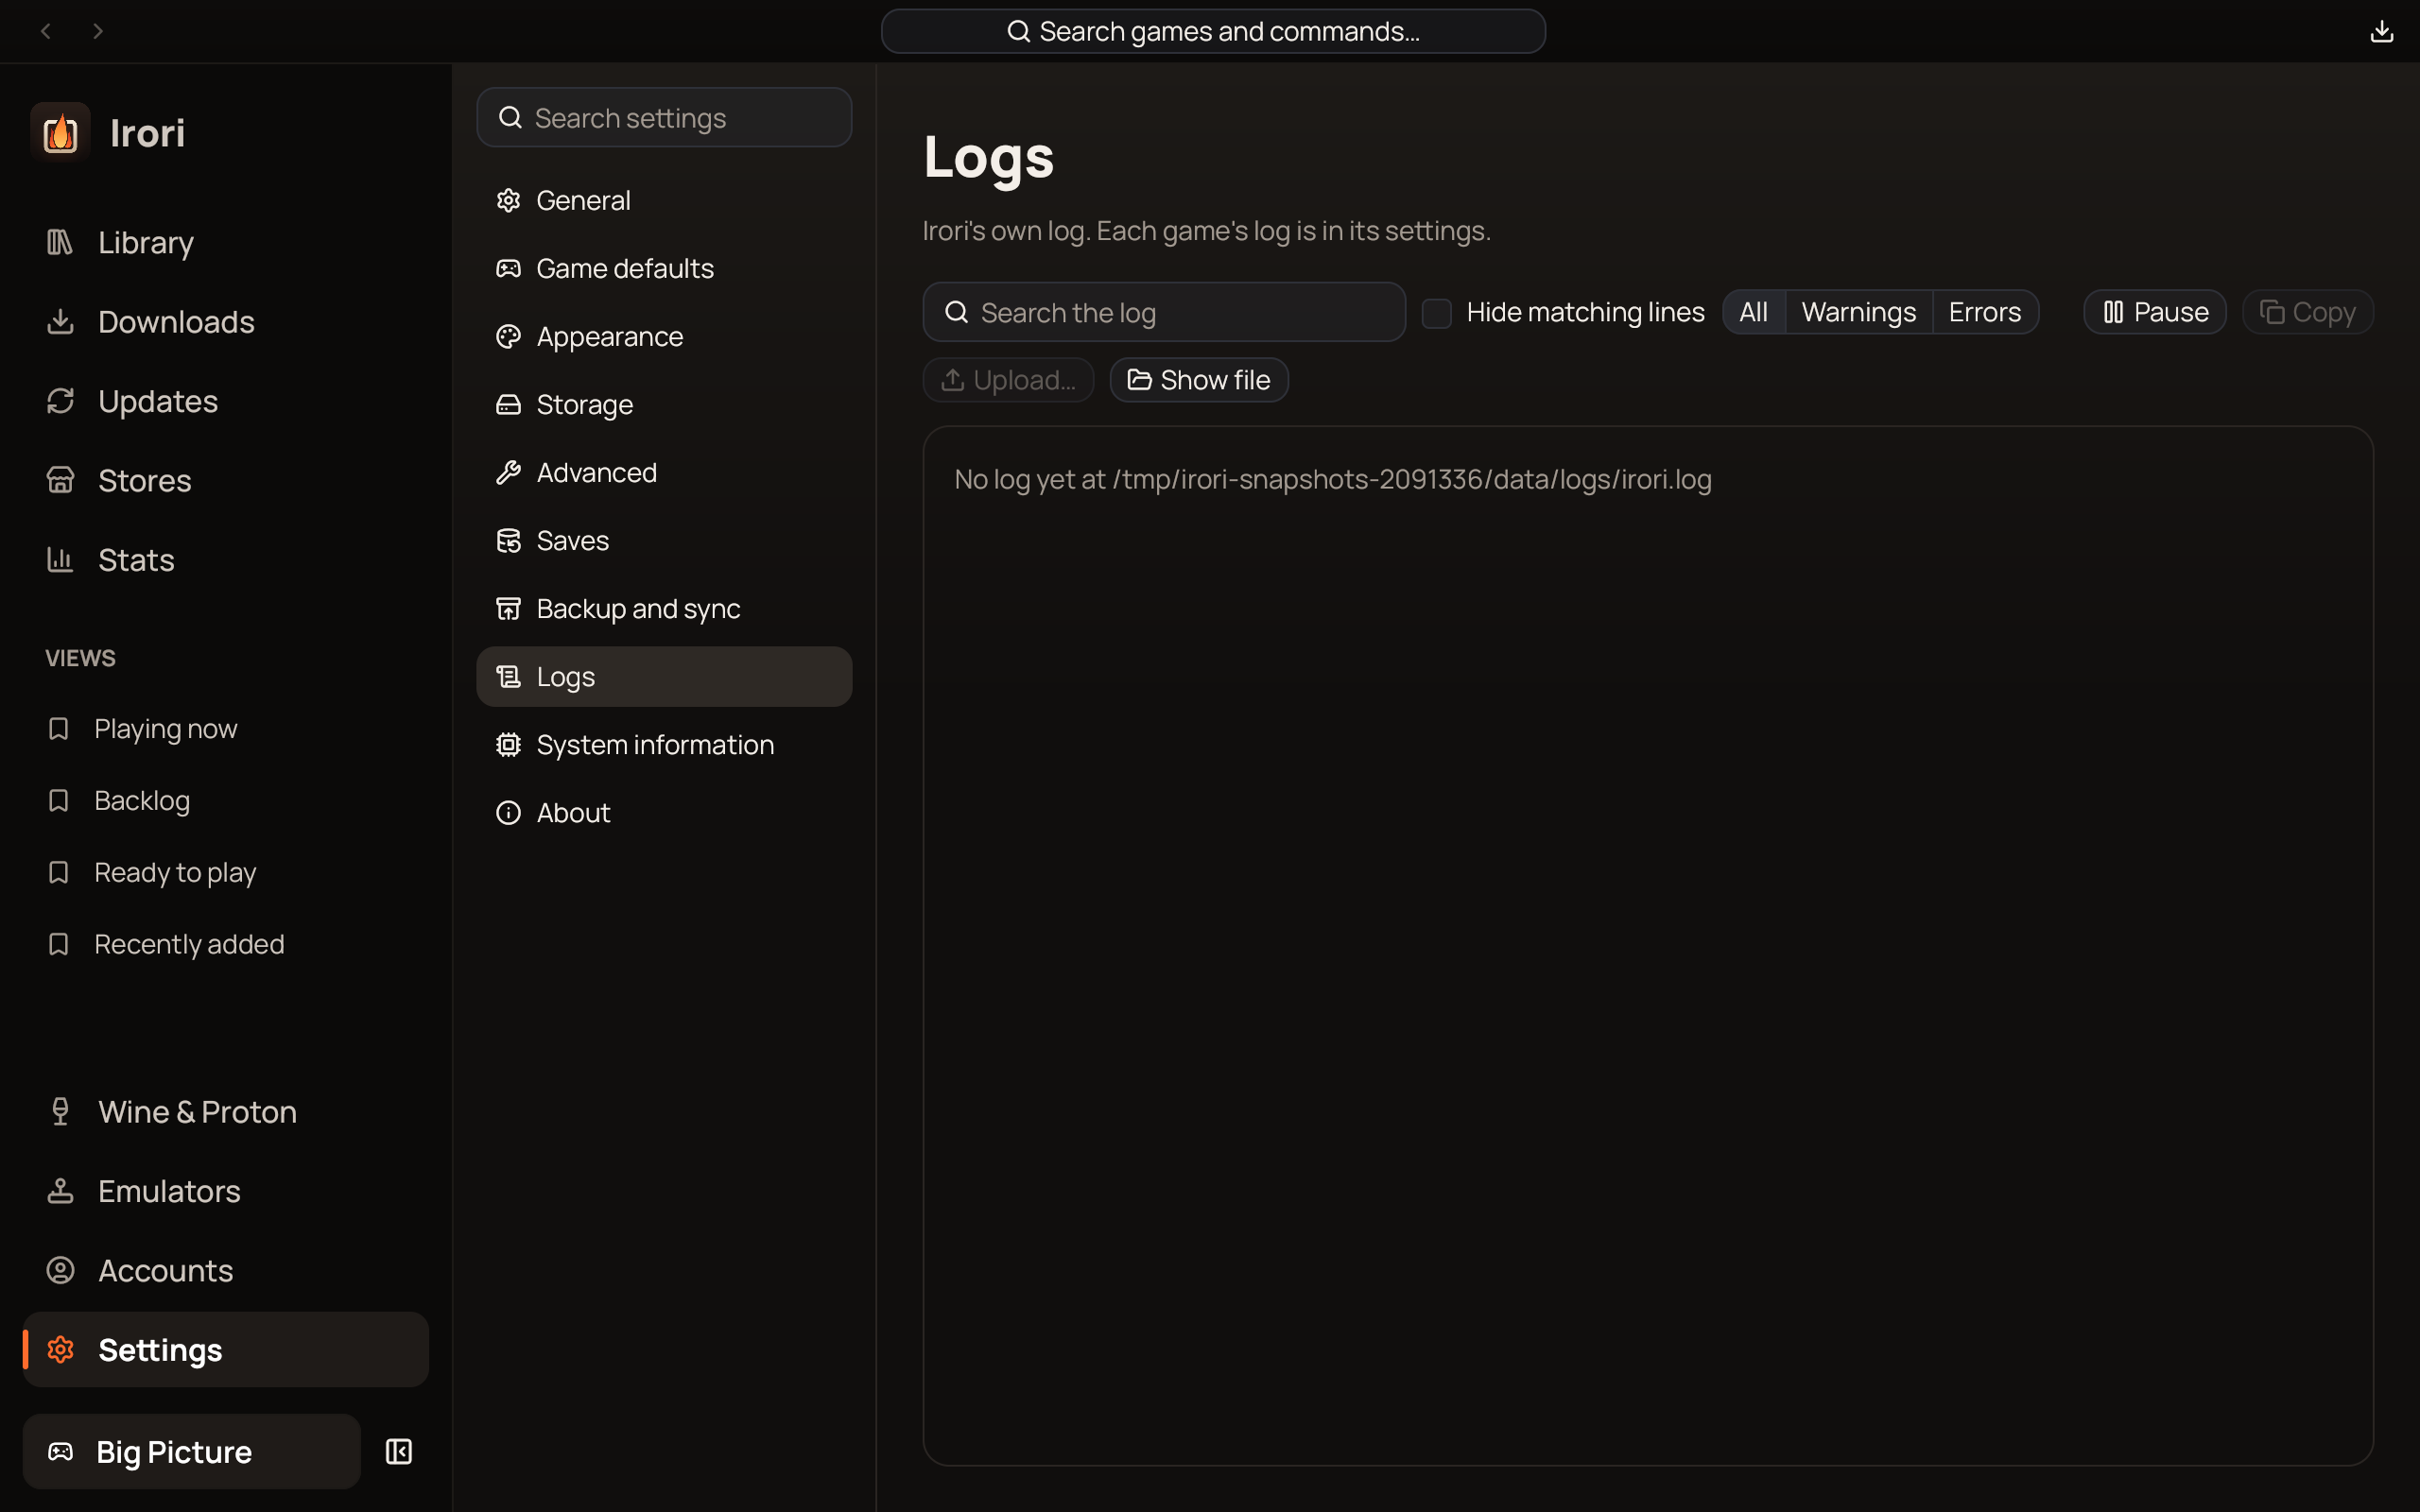 Search games and commands...
Irori
Library
Downloads
Updates
Stores
Stats
VIEWS
Playing now
Backlog
Ready to play
Recently added
Wine & Proton
Emulators
Accounts
Settings
Big Picture
Search settings
General
Game defaults
Appearance
Storage
Advanced
Saves
Backup and sync
Logs
System information
About
Logs
Irori's own log. Each game's log is in its settings.
Search the log
Hide matching lines
All
Warnings
Errors
Pause
Copy
Upload...
Show file
No log yet at /tmp/irori-snapshots-2091336/data/logs/irori.log